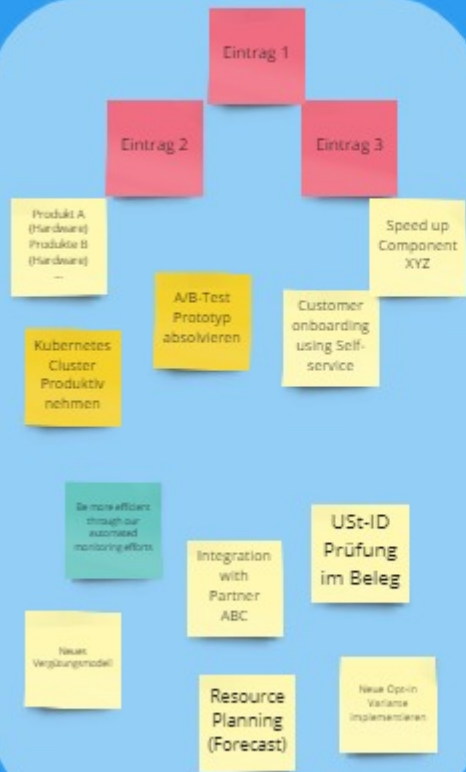 Eintrag 1
Eintrag 2
Eintrag 3
Produkt A
(Hardware)
Produkte B
(Hardware)
...
Speed up
Component
XYZ
A/B-Test
Prototyp
absolvieren
Customer
onboarding
using Self-
service
Kubernetes
Cluster
Produktiv
nehmen
Be more efficient
through our
automated
monitoring efforts
USt-ID
Prüfung
im Beleg
Integration
with
Partner
ABC
Neues
Vergüzungsmodell
Resource
Planning
(Forecast)
Neue Opt-in
Variante
implementieren